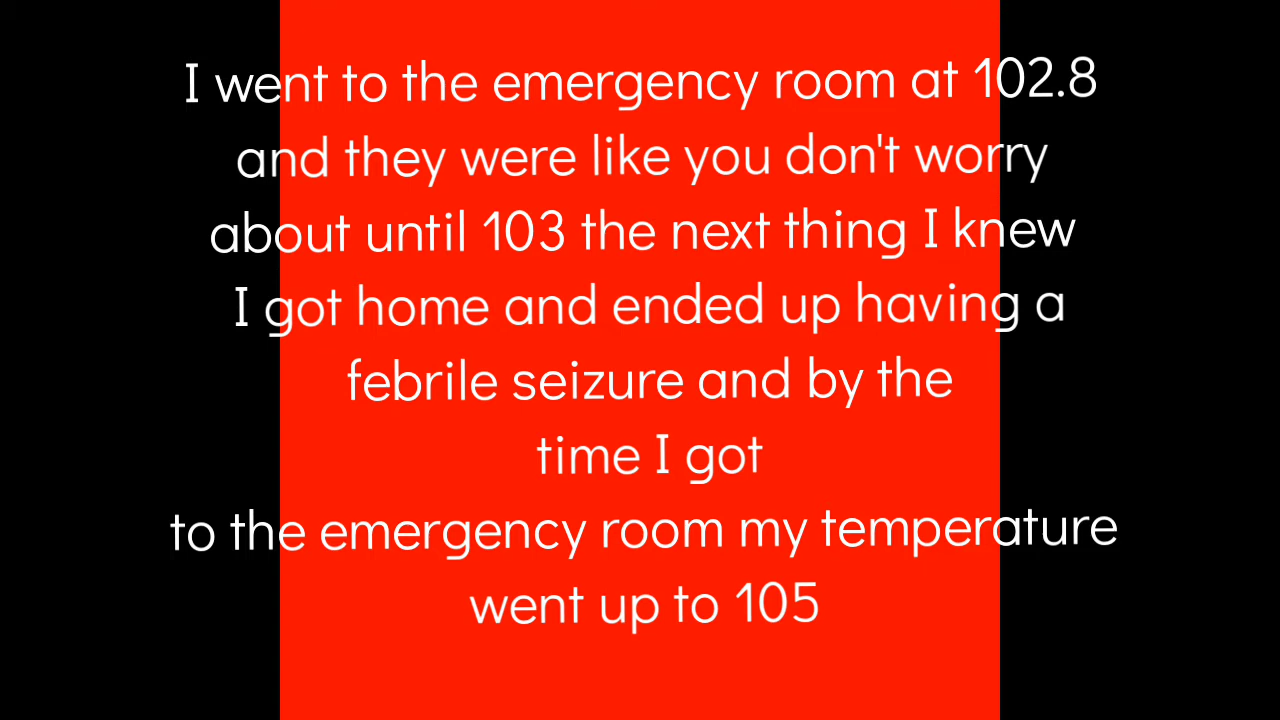 I went to the emergency room at 102.8
and they were like you don't worry
about until 103 the next thing I knew
I got home and ended up having a
febrile seizure and by the
time I got
to the emergency room my temperature
went up to 105